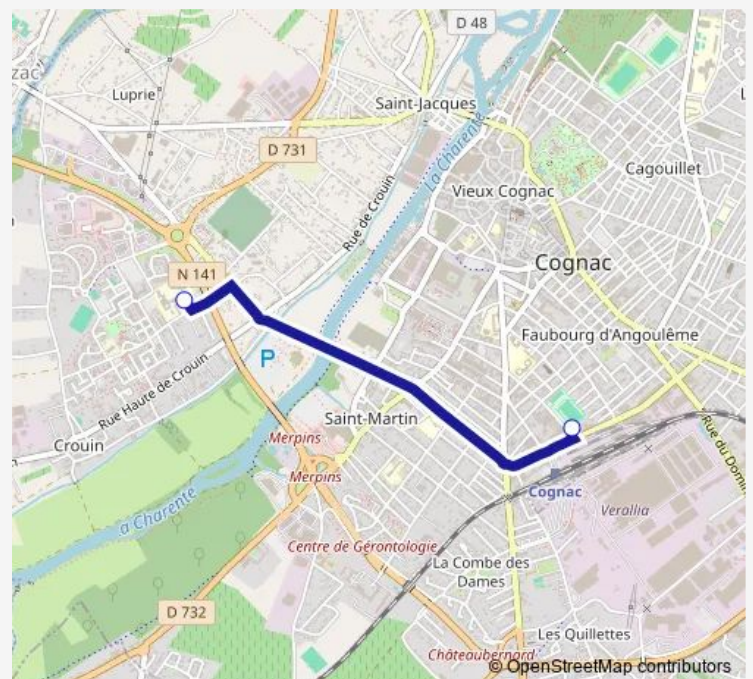 D 48
zac
Luprie
Saint-Jacques
D 731
La Charente
Cagouillet
Rue de Crouin
Vieux Cognac
Cognac
N 141
Faubourg d'Angoulême
P
Rue Haute de Crouin
Saint-Martin
Crouin
Merpins
Merpins
Rue du Domi
Cognac
a Charente
Verallia
Centre de Gérontologie
La Combe des
Dames
D 732
Les Quillettes
Châteaubernard
© OpenStreetMap contributors